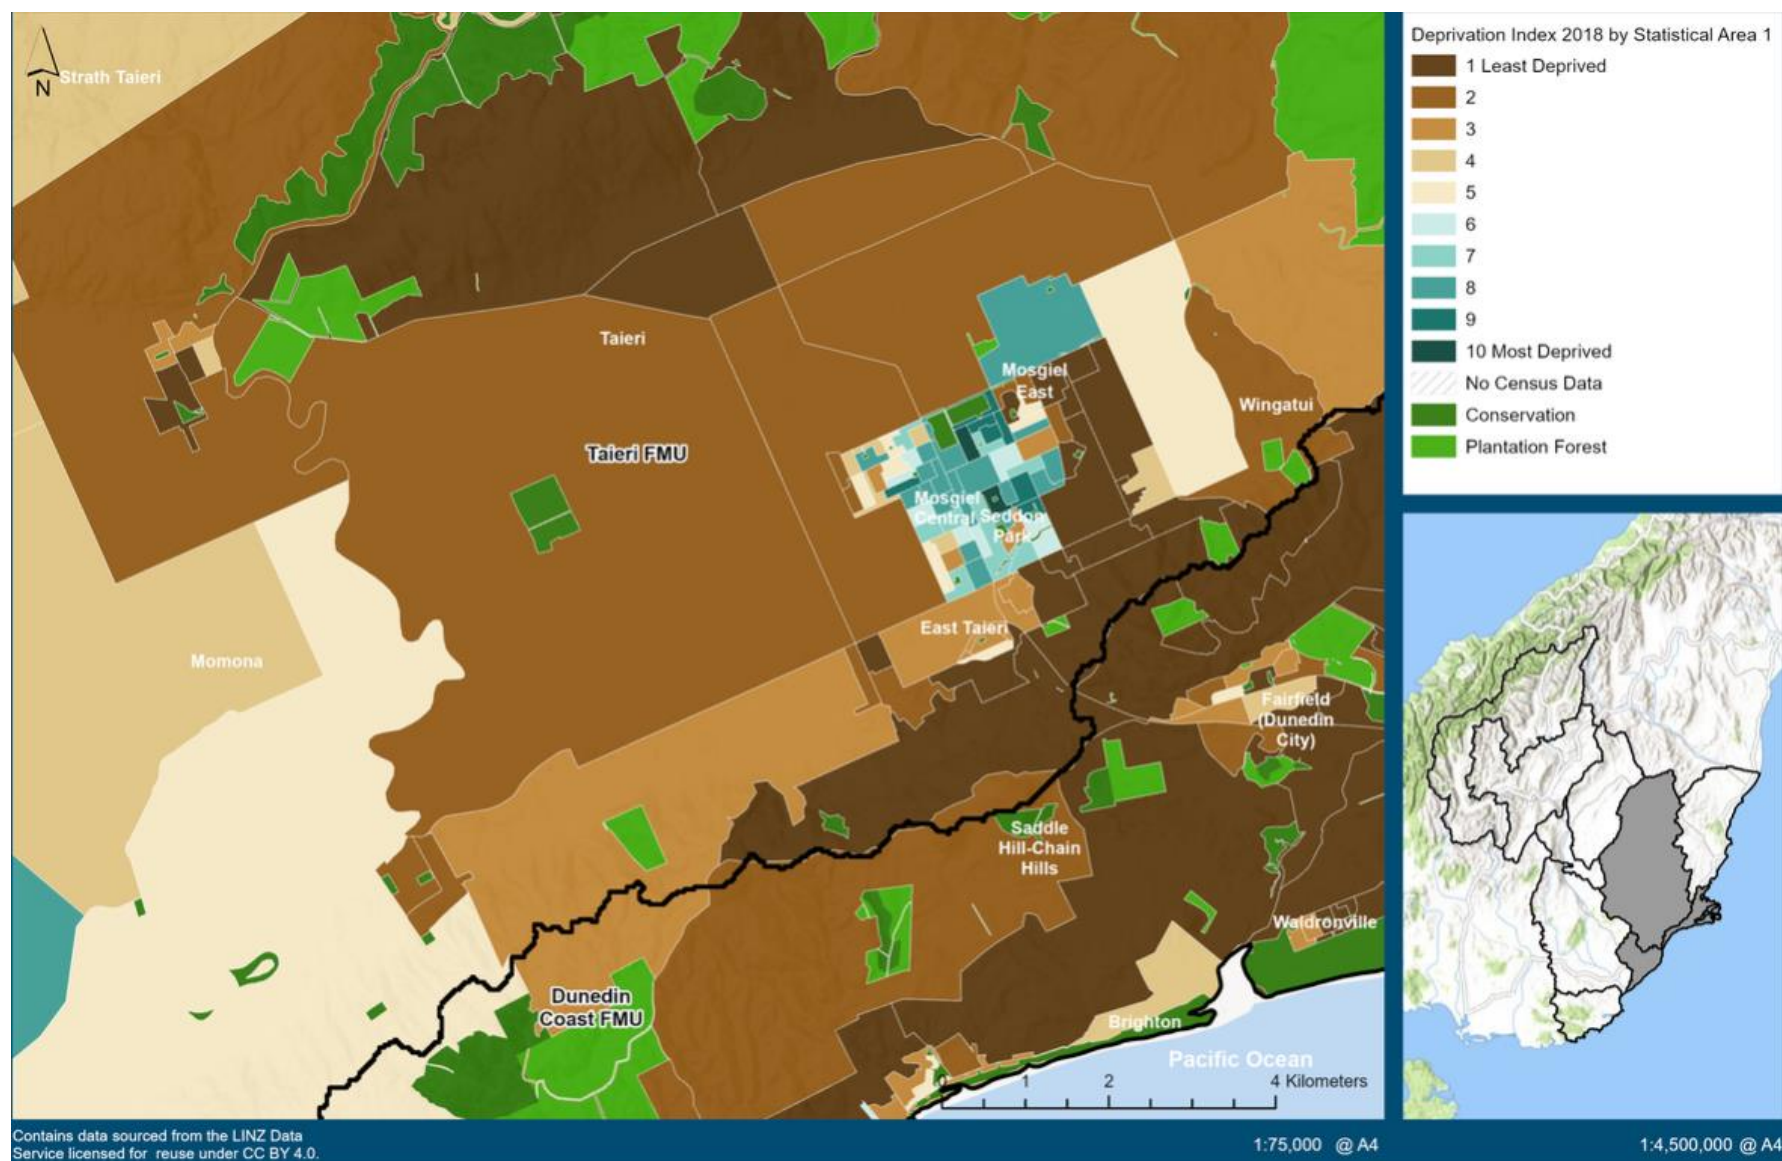 Strath Taieri
N
Taieri
Taieri FMU
Mosgiel
East
Wingatui
Mosgiel
Central
Seddon
Park
East Taieri
Momona
Fairfield
(Dunedin
City)
Saddle
Hill-Chain
Hills
Waldronville
Dunedin
Coast FMU
Brighton
Pacific Ocean
0 1 2 4 Kilometers
Deprivation Index 2018 by Statistical Area 1
1 Least Deprived
2
3
4
5
6
7
8
9
10 Most Deprived
No Census Data
Conservation
Plantation Forest
Contains data sourced from the LINZ Data
Service licensed for reuse under CC BY 4.0.
1:75,000 @ A4
1:4,500,000 @ A4